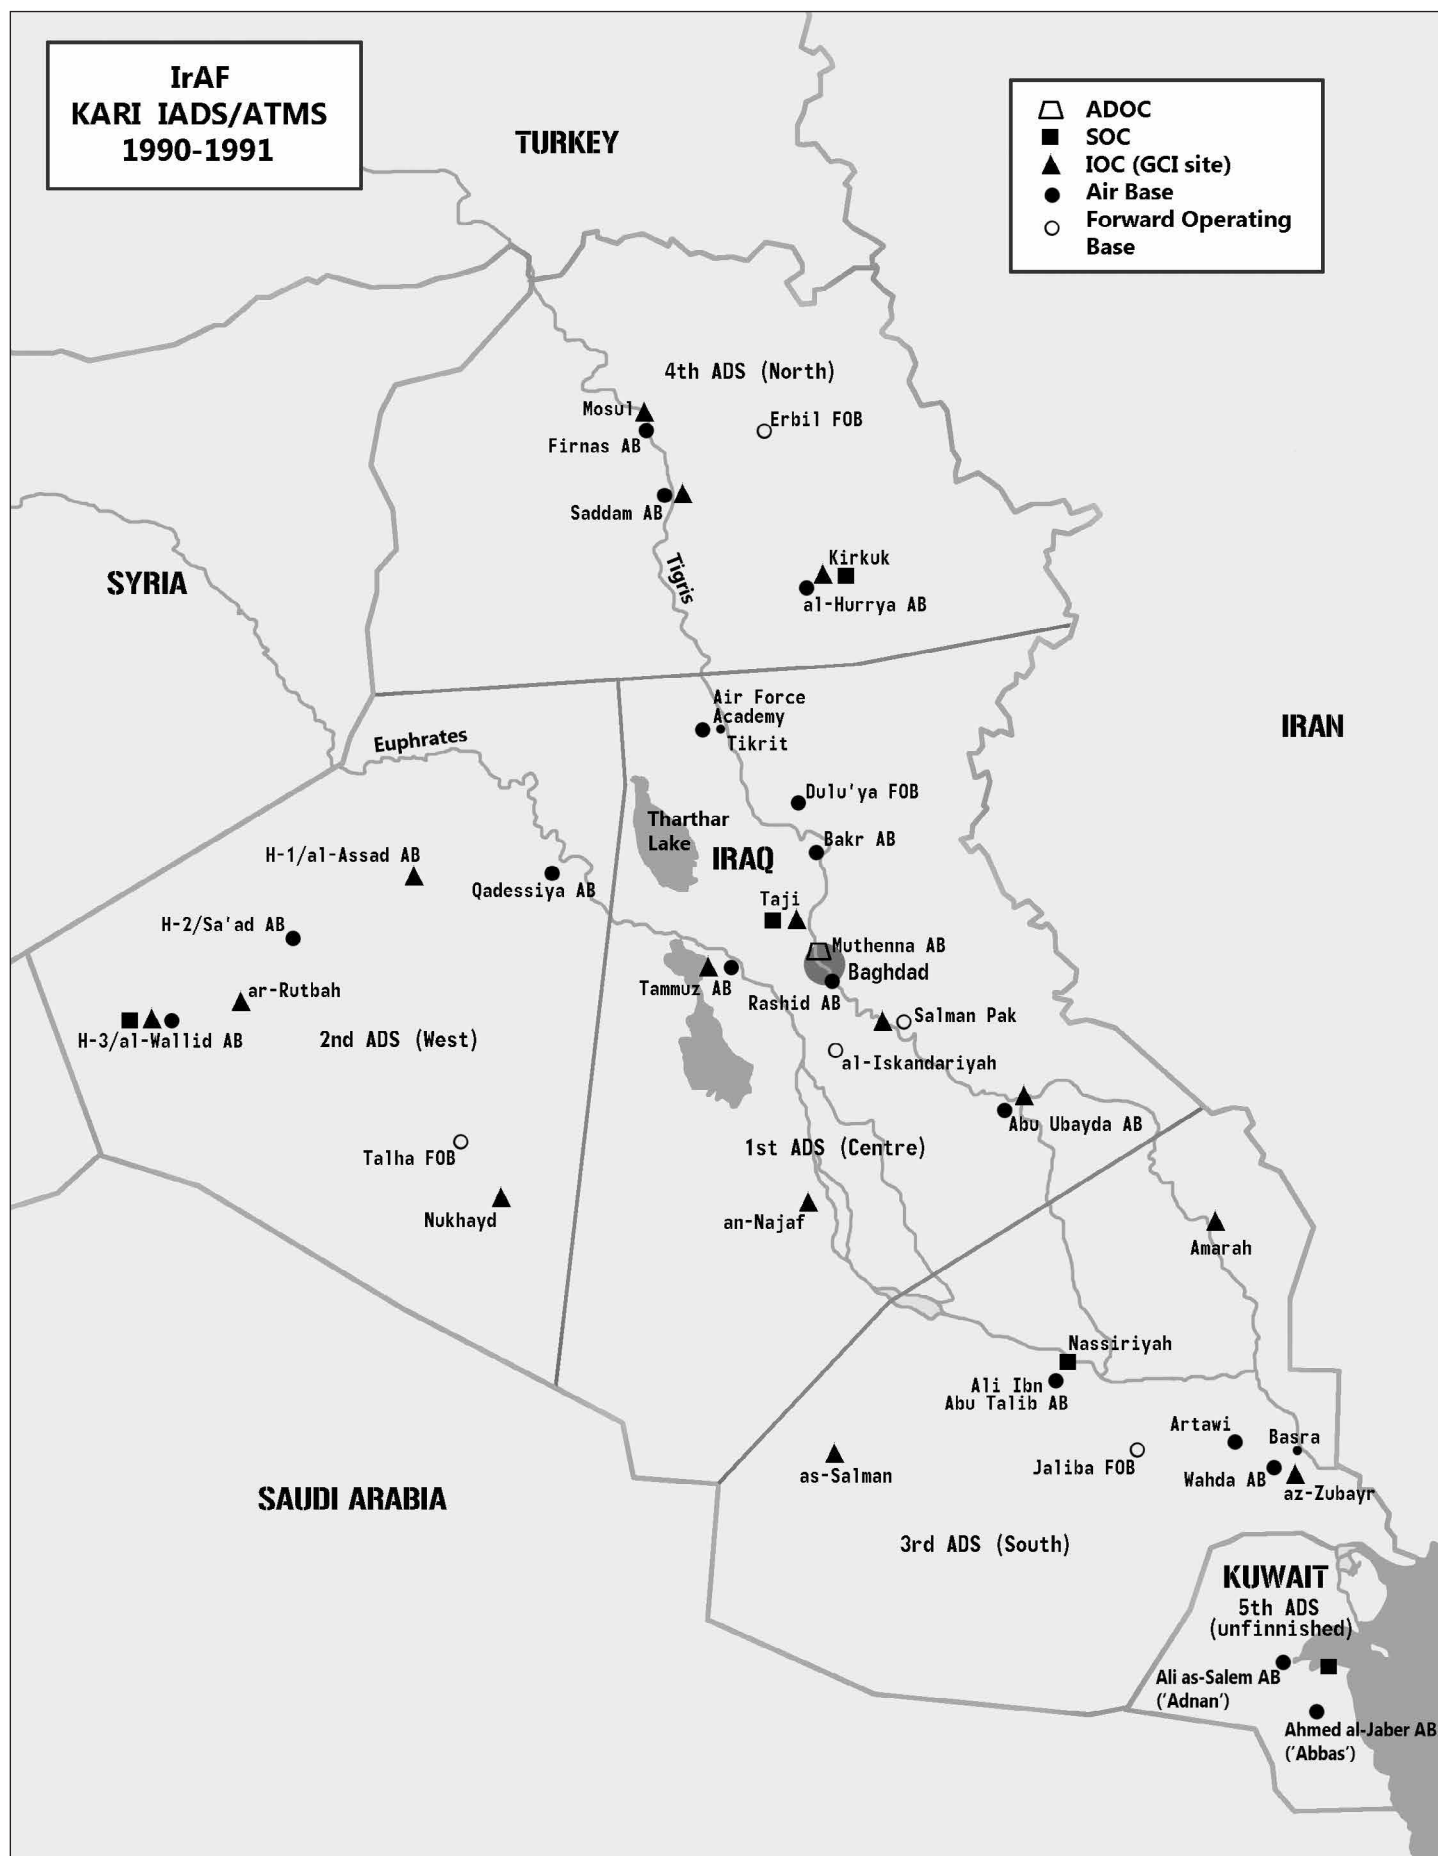 IrAF
KARI IADS/ATMS
1990-1991
ADOC
SOC
IOC (GCI site)
Air Base
Forward Operating
Base
TURKEY
4th ADS (North)
Mosul
Erbil FOB
Firnas AB
Saddam AB
Tigris
Kirkuk
al-Hurrya AB
SYRIA
IRAN
Air Force
Academy
Tikrit
Euphrates
Dulu'ya FOB
Tharthar
Lake
Bakr AB
IRAQ
H-1/al-Assad AB
Qadessiya AB
Taji
H-2/Sa'ad AB
Muthenna AB
Baghdad
Tammuz AB
Rashid AB
ar-Rutbah
Salman Pak
H-3/al-Wallid AB
2nd ADS (West)
al-Iskandariyah
Abu Ubayda AB
1st ADS (Centre)
Talha FOB
Nukhayd
an-Najaf
Amarah
Nassiriyah
Ali Ibn
Abu Talib AB
Artawi
Basra
as-Salman
Jaliba FOB
Wahda AB
az-Zubayr
SAUDI ARABIA
3rd ADS (South)
KUWAIT
5th ADS
(unfinnished)
Ali as-Salem AB
('Adnan')
Ahmed al-Jaber AB
('Abbas')